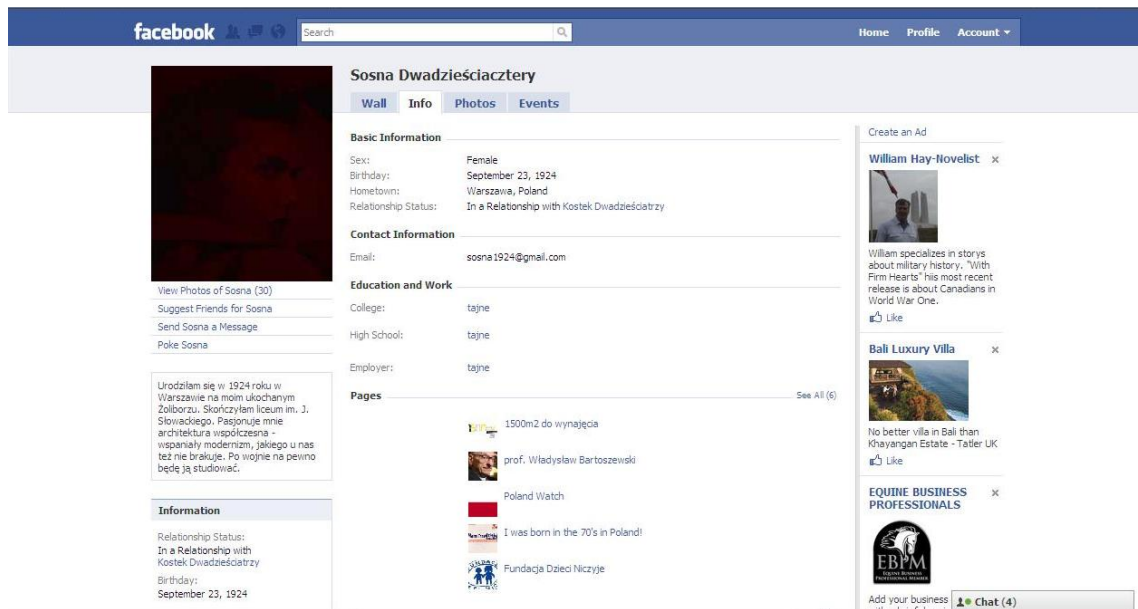 facebook
Search
Home Profile Account
Sosna Dwadzieściacztery
Wall Info Photos Events
View Photos of Sosna (30)
Suggest Friends for Sosna
Send Sosna a Message
Poke Sosna
Urodziłam się w 1924 roku w
Warszawie na moim ukochanym
Żoliborzu. Skończyłam liceum im. J.
Słowackiego. Pasjonuje mnie
architektura współczesna -
wspaniały modernizm, jakiego u nas
też nie brakuje. Po wojnie na pewno
będę ją studiować.
Information
Relationship Status:
In a Relationship with
Kostek Dwadzieściatrzy
Birthday:
September 23, 1924
Basic Information
Sex: Female
Birthday: September 23, 1924
Hometown: Warszawa, Poland
Relationship Status: In a Relationship with Kostek Dwadzieściatrzy
Contact Information
Email: sosna1924@gmail.com
Education and Work
College: tajne
High School: tajne
Employer: tajne
Pages See All (6)
1500m2 do wynajęcia
prof. Władysław Bartoszewski
Poland Watch
I was born in the 70's in Poland!
Fundacja Dzieci Niczyje
Create an Ad
William Hay-Novelist x
William specializes in storys
about military history. "With
Firm Hearts" his most recent
release is about Canadians in
World War One.
Like
Bali Luxury Villa x
No better villa in Bali than
Khayangan Estate - Tatler UK
Like
EQUINE BUSINESS x
PROFESSIONALS
EBPM
Add your business
Chat (4)